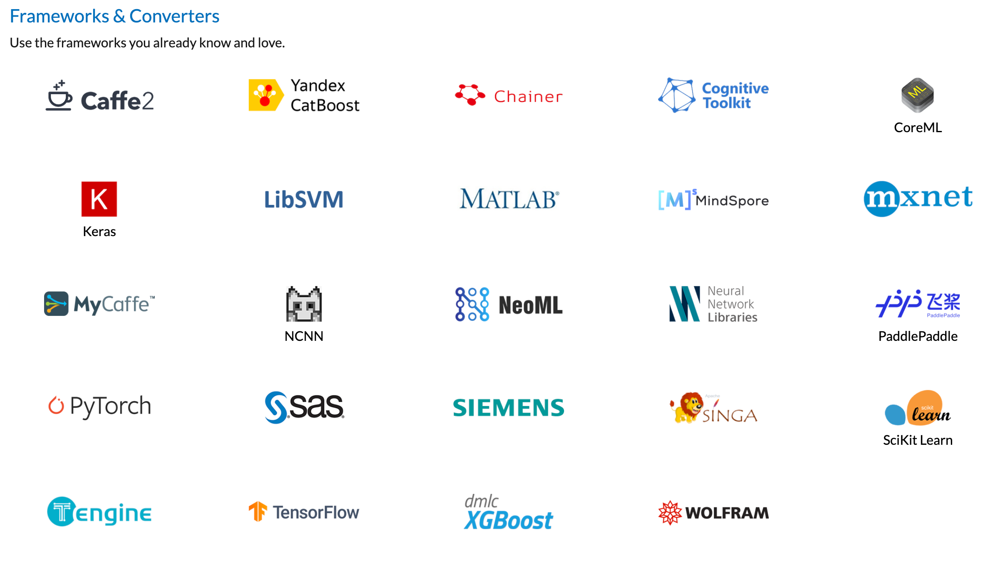 Frameworks & Converters
Use the frameworks you already know and love.
Caffe2
Yandex
CatBoost
Chainer
Cognitive
Toolkit
ML
CoreML
K
Keras
LibSVM
MATLAB®
[M]s MindSpore
mxnet
MyCaffe™
NCNN
NeoML
Neural
Network
Libraries
飞桨
PaddlePaddle
PaddlePaddle
PyTorch
sas®
SIEMENS
Apache
SINGA
scikit
learn
SciKit Learn
Tengine
TensorFlow
dmlc
XGBoost
WOLFRAM